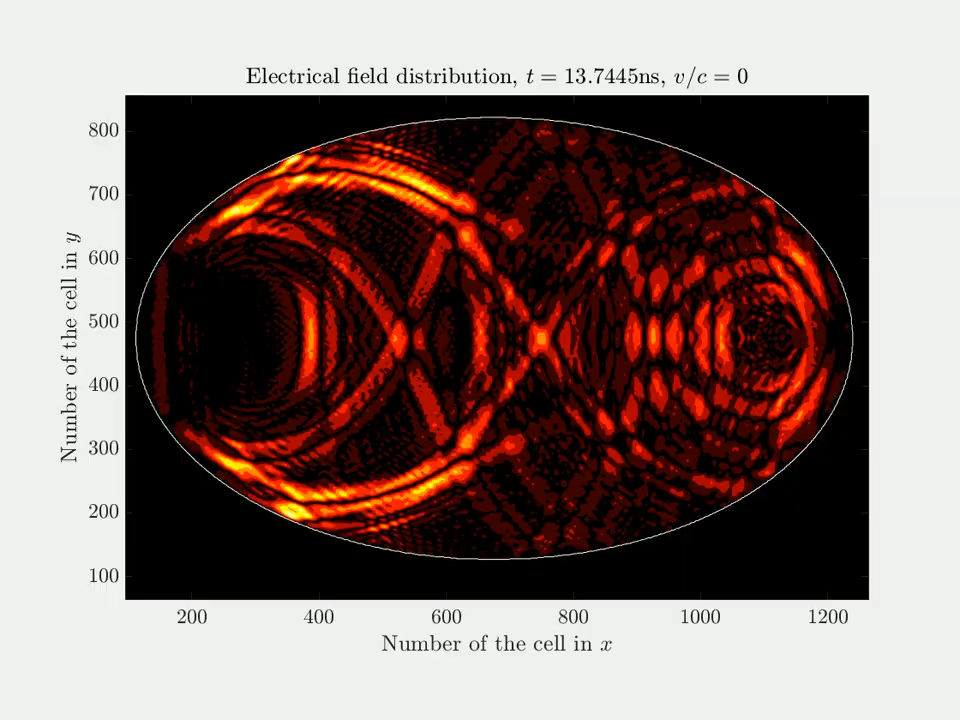 Electrical field distribution, t = 13.7445ns, v/c = 0
800
700
600
500
400
300
200
100
Number of the cell in y
200 400 600 800 1000 1200
Number of the cell in x